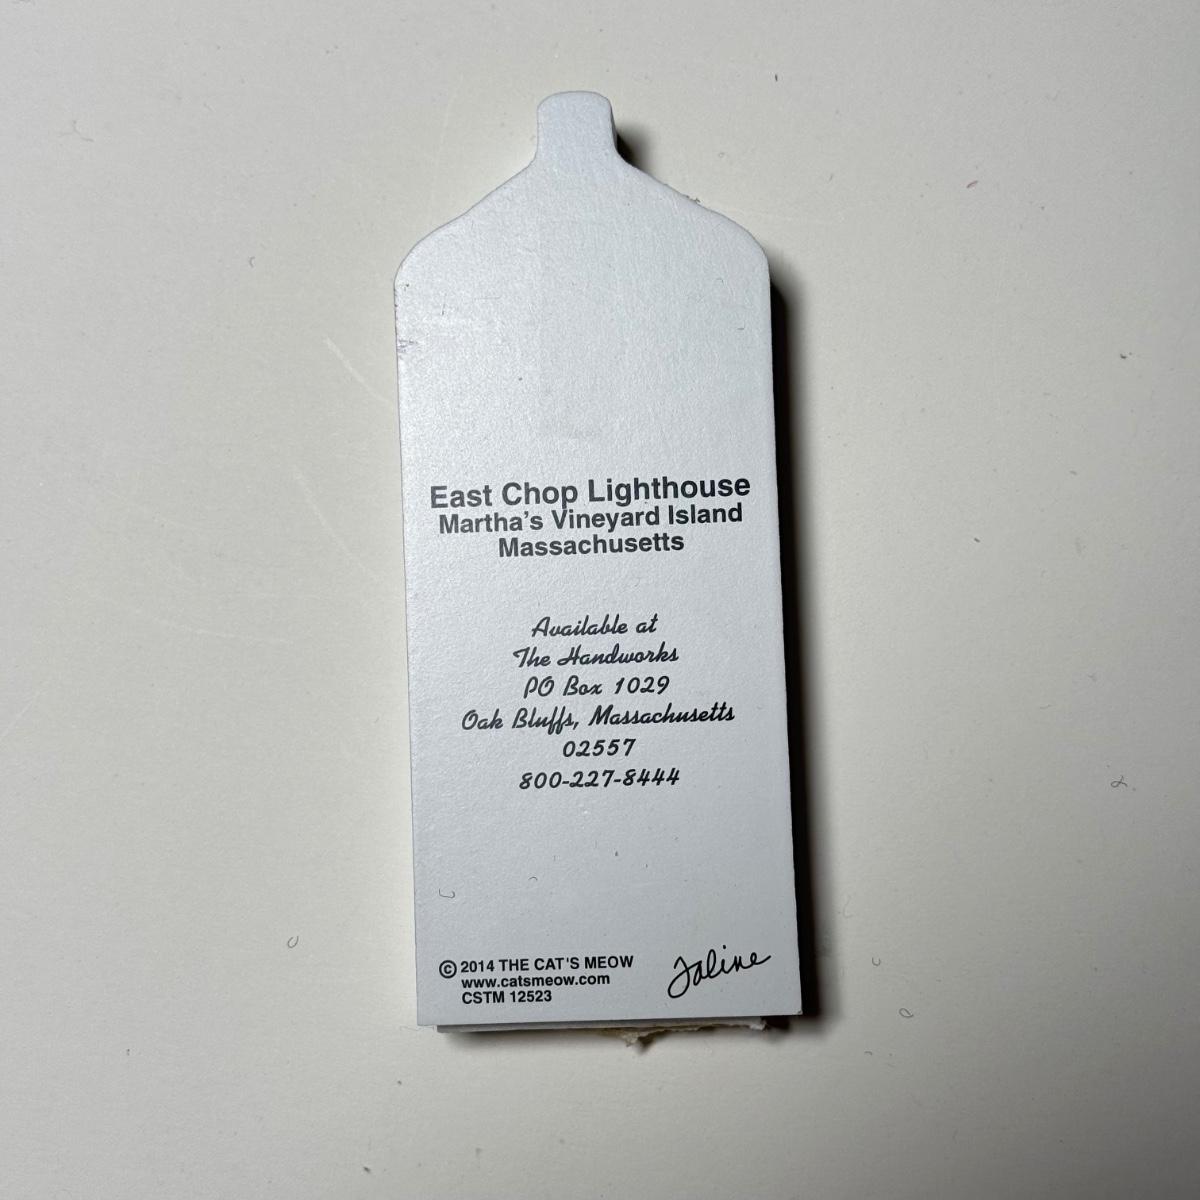 East Chop Lighthouse
Martha's Vineyard Island
Massachusetts
Available at
The Handworks
PO Box 1029
Oak Bluffs, Massachusetts
02557
800-227-8444
© 2014 THE CAT'S MEOW
www.catsmeow.com
CSTM 12523
Jaline